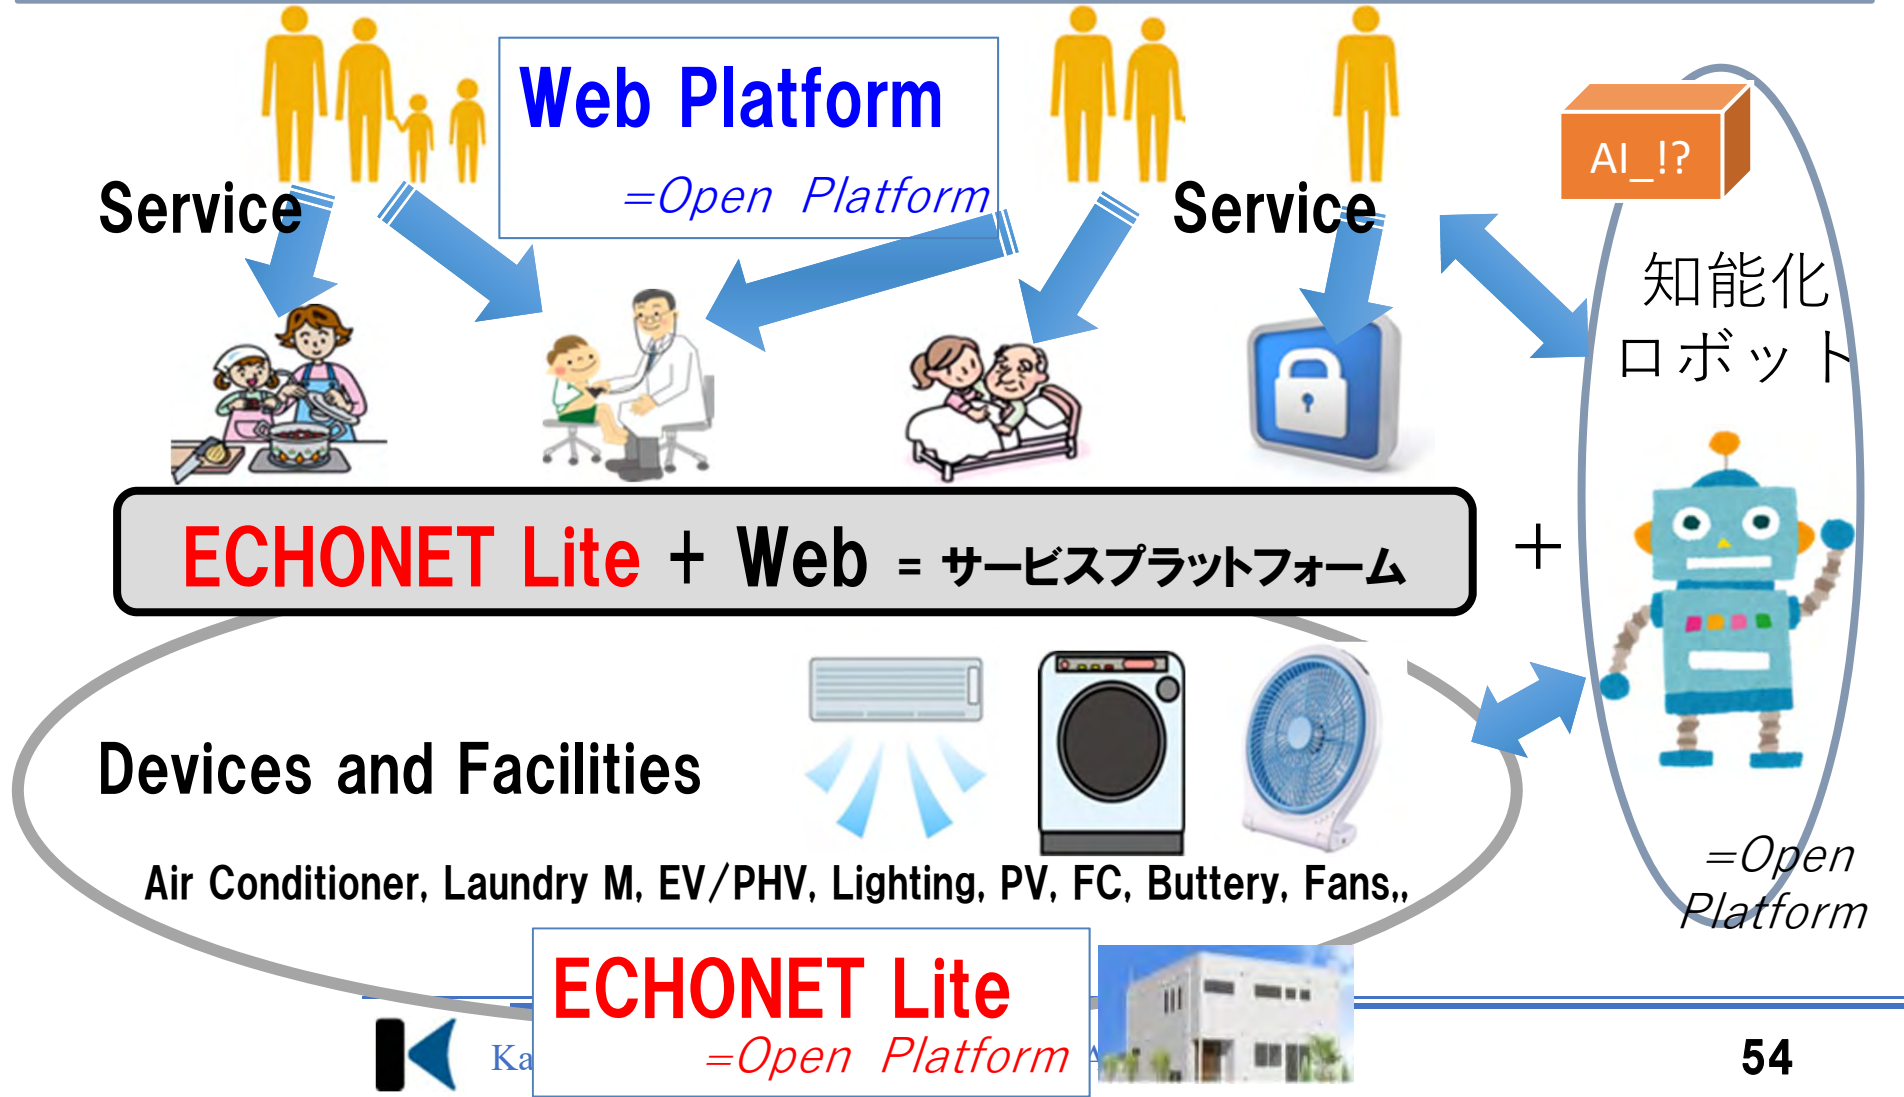 Web Platform
=Open Platform
Service
Service
AI_!?
知能化
ロボット
ECHONET Lite + Web = サービスプラットフォーム
+
Devices and Facilities
Air Conditioner, Laundry M, EV/PHV, Lighting, PV, FC, Buttery, Fans,,
=Open
Platform
ECHONET Lite
=Open Platform
Ka
54